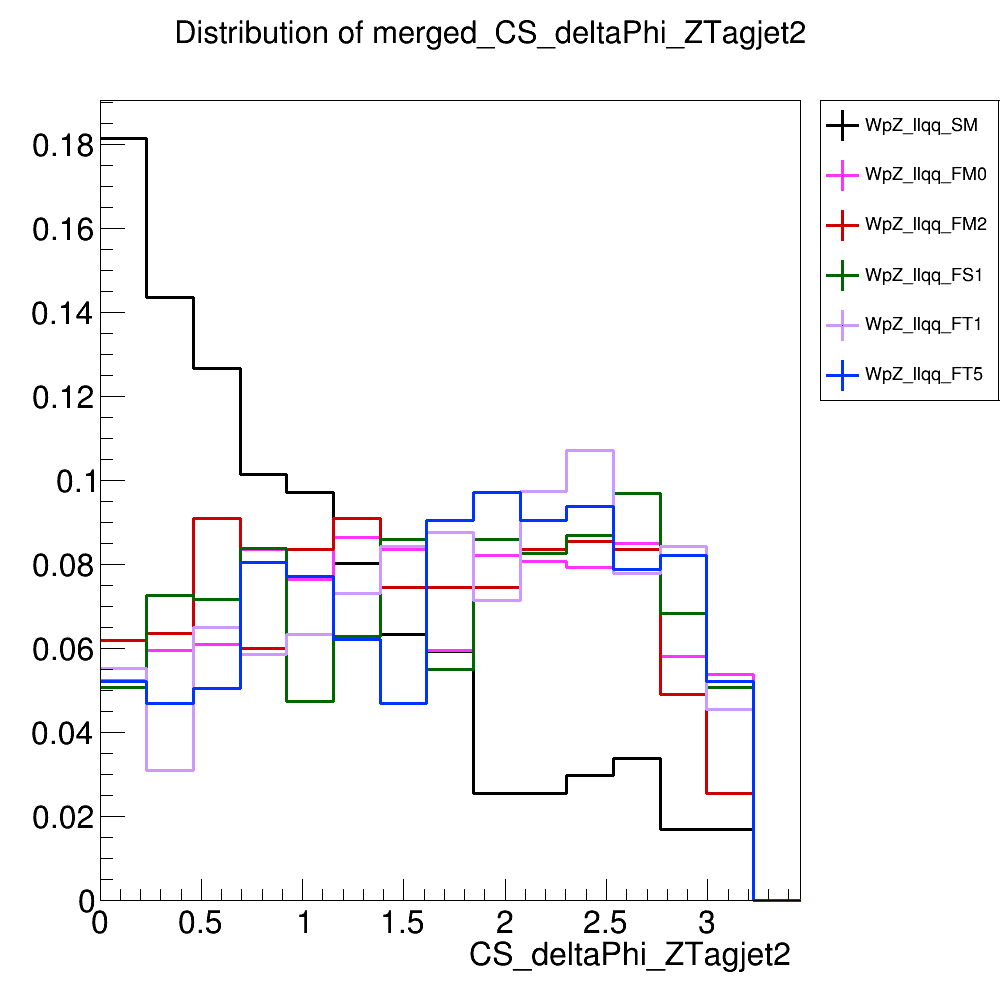 Distribution of merged_CS_deltaPhi_ZTagjet2
WpZ_llqq_SM
WpZ_llqq_FM0
WpZ_llqq_FM2
WpZ_llqq_FS1
WpZ_llqq_FT1
WpZ_llqq_FT5
0.18
0.16
0.14
0.12
0.1
0.08
0.06
0.04
0.02
0
0 0.5 1 1.5 2 2.5 3
CS_deltaPhi_ZTagjet2